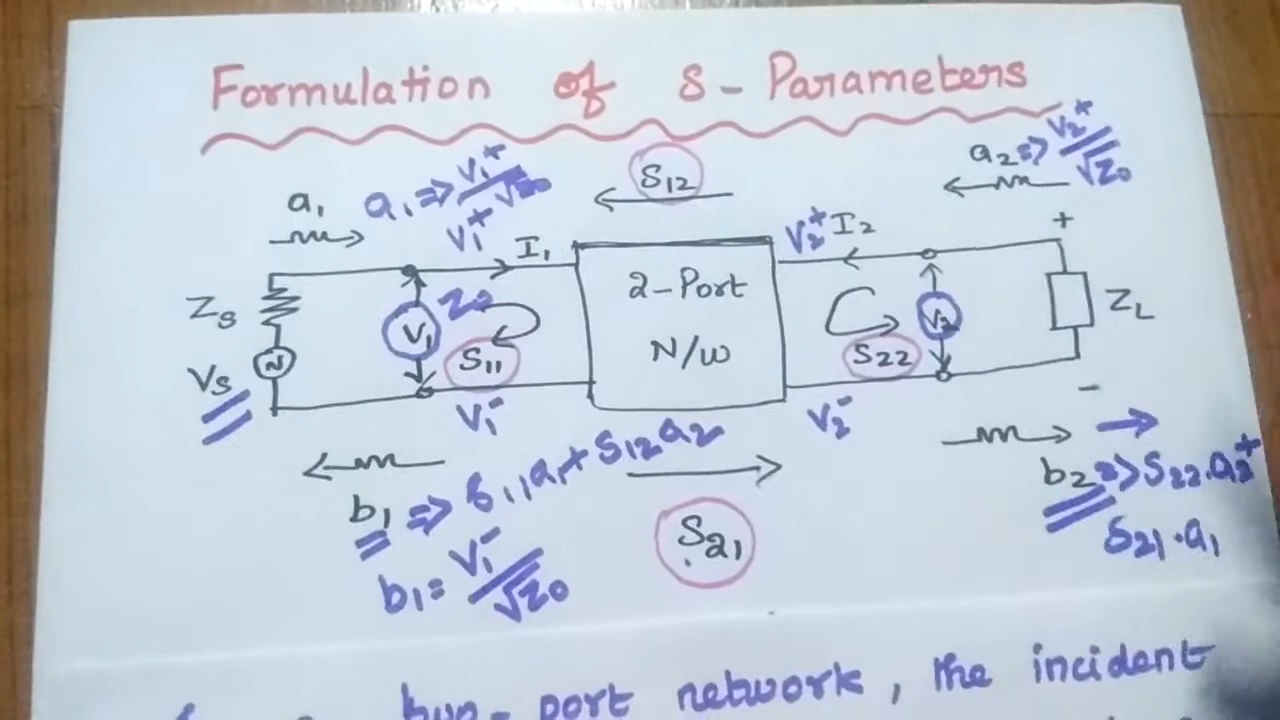 Formulation of S-Parameters
a₁ a₁ ⇒ V₁⁺/√Z₀
S₁₂
a₂ ⇒ V₂⁺/√Z₀
V₁⁺ I₁
V₂⁺ I₂
+
Zs
V₁
Z₀
2-Port
N/W
V₂
ZL
S₁₁
S₂₂
Vs
V₁⁻
V₂⁻
-
b₁ ⇒ S₁₁a₁ + S₁₂a₂
b₂ ⇒ S₂₂.a₂+
S₂₁.a₁
b₁ = V₁⁻/√Z₀
S₂₁
two-port network, the incident